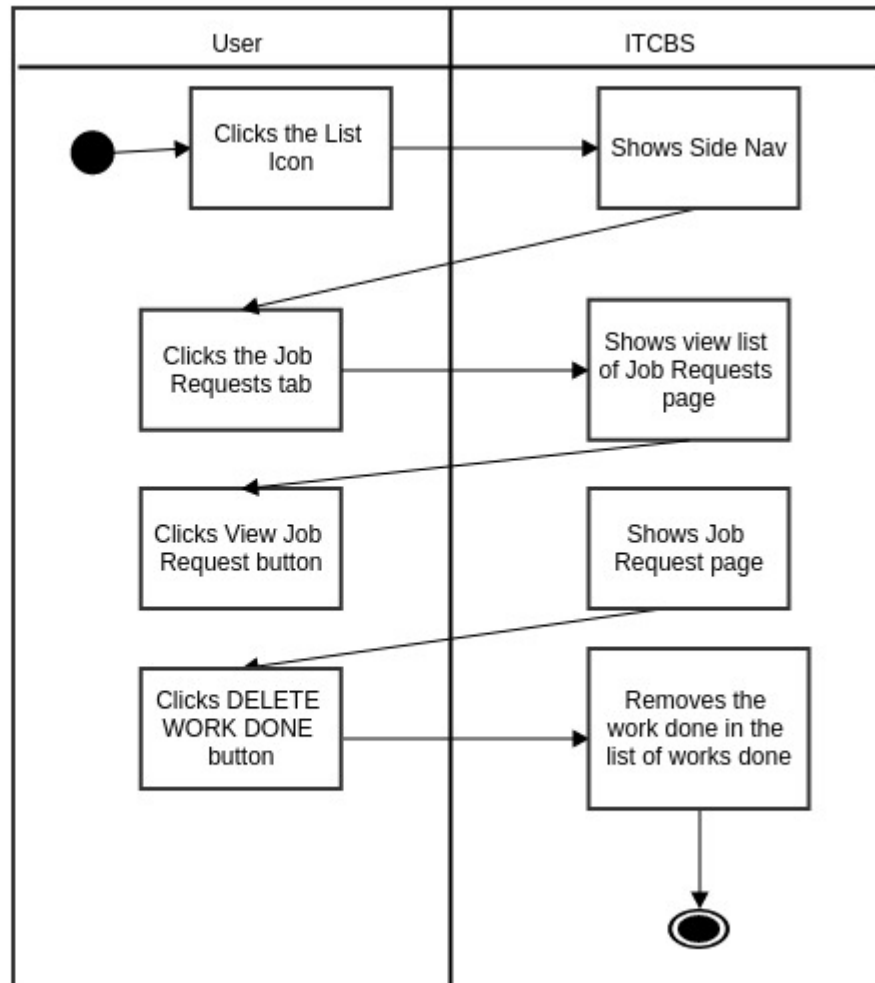 User
ITCBS
Clicks the List
Icon
Shows Side Nav
Clicks the Job
Requests tab
Shows view list
of Job Requests
page
Clicks View Job
Request button
Shows Job
Request page
Clicks DELETE
WORK DONE
button
Removes the
work done in the
list of works done